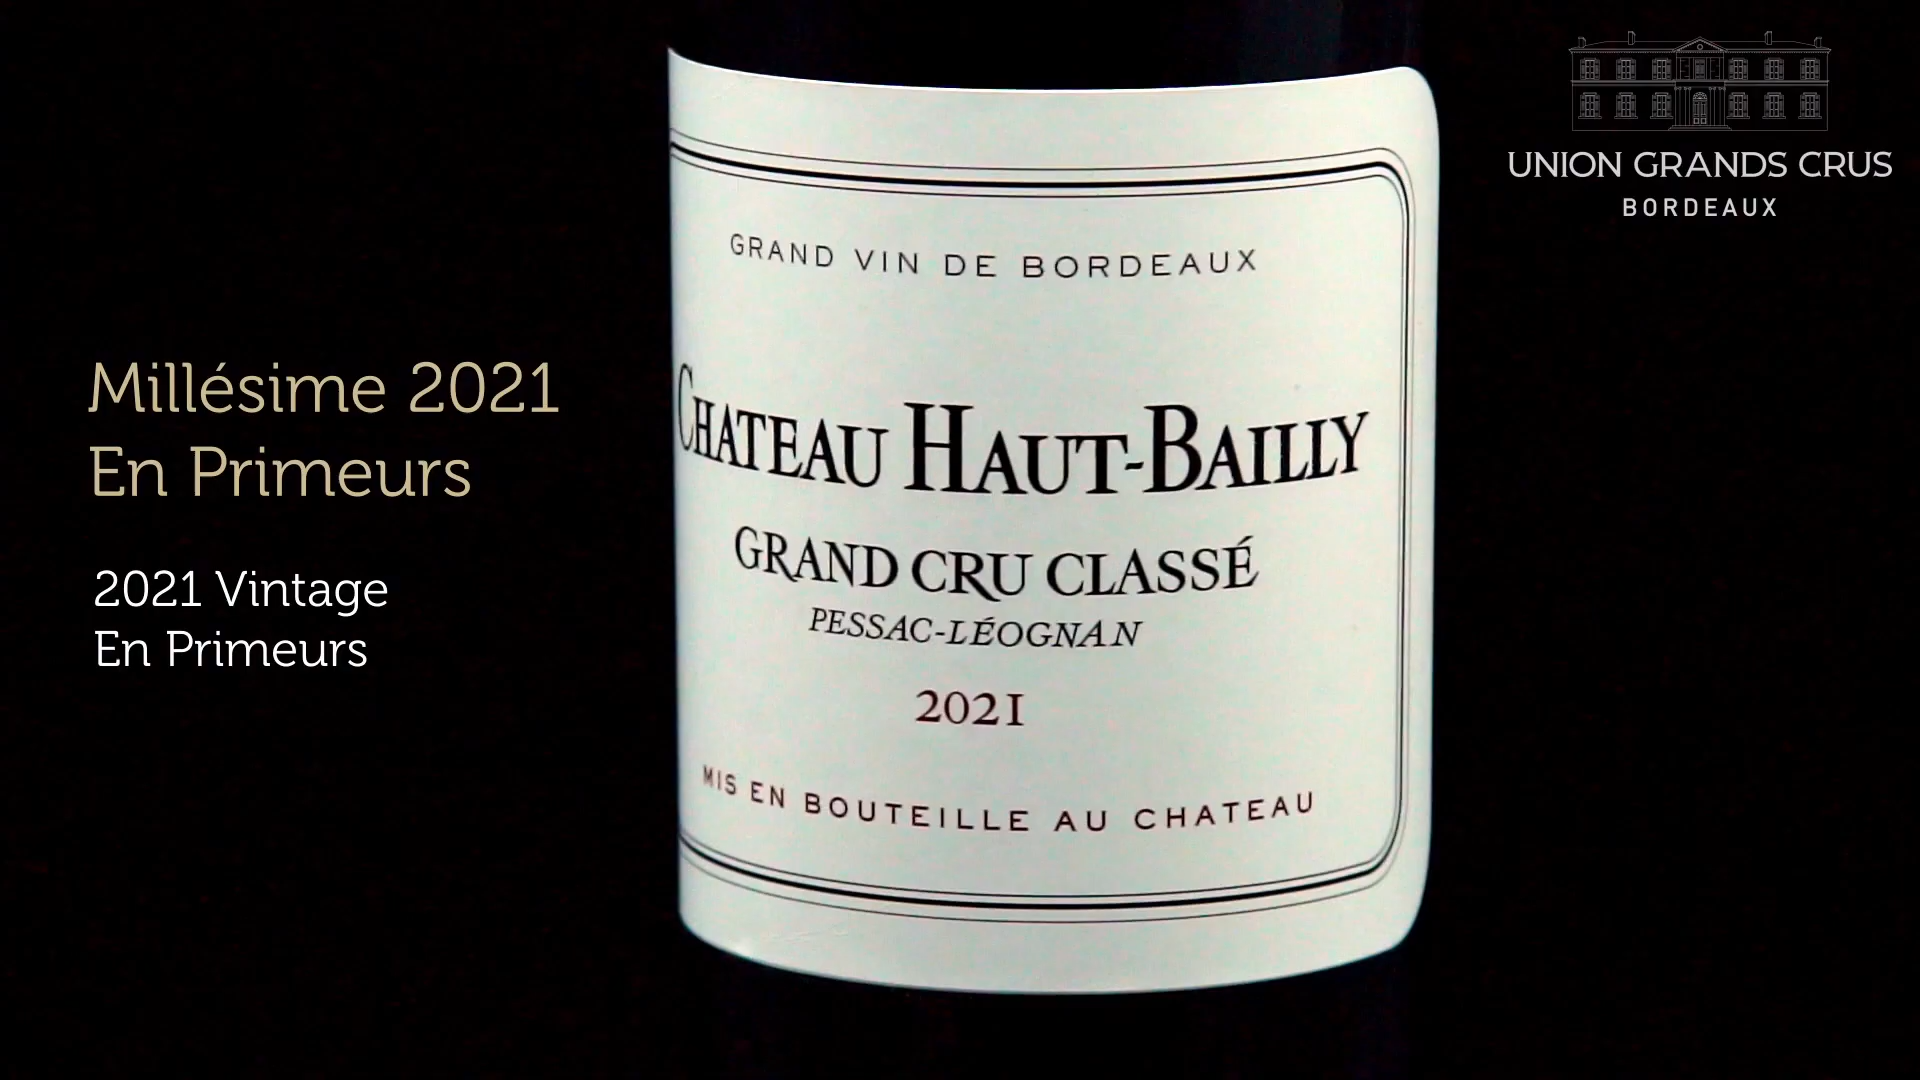 UNION GRANDS CRUS
BORDEAUX
Millésime 2021
En Primeurs
2021 Vintage
En Primeurs
GRAND VIN DE BORDEAUX
CHATEAU HAUT-BAILLY
GRAND CRU CLASSÉ
PESSAC-LÉOGNAN
2021
MIS EN BOUTEILLE AU CHATEAU